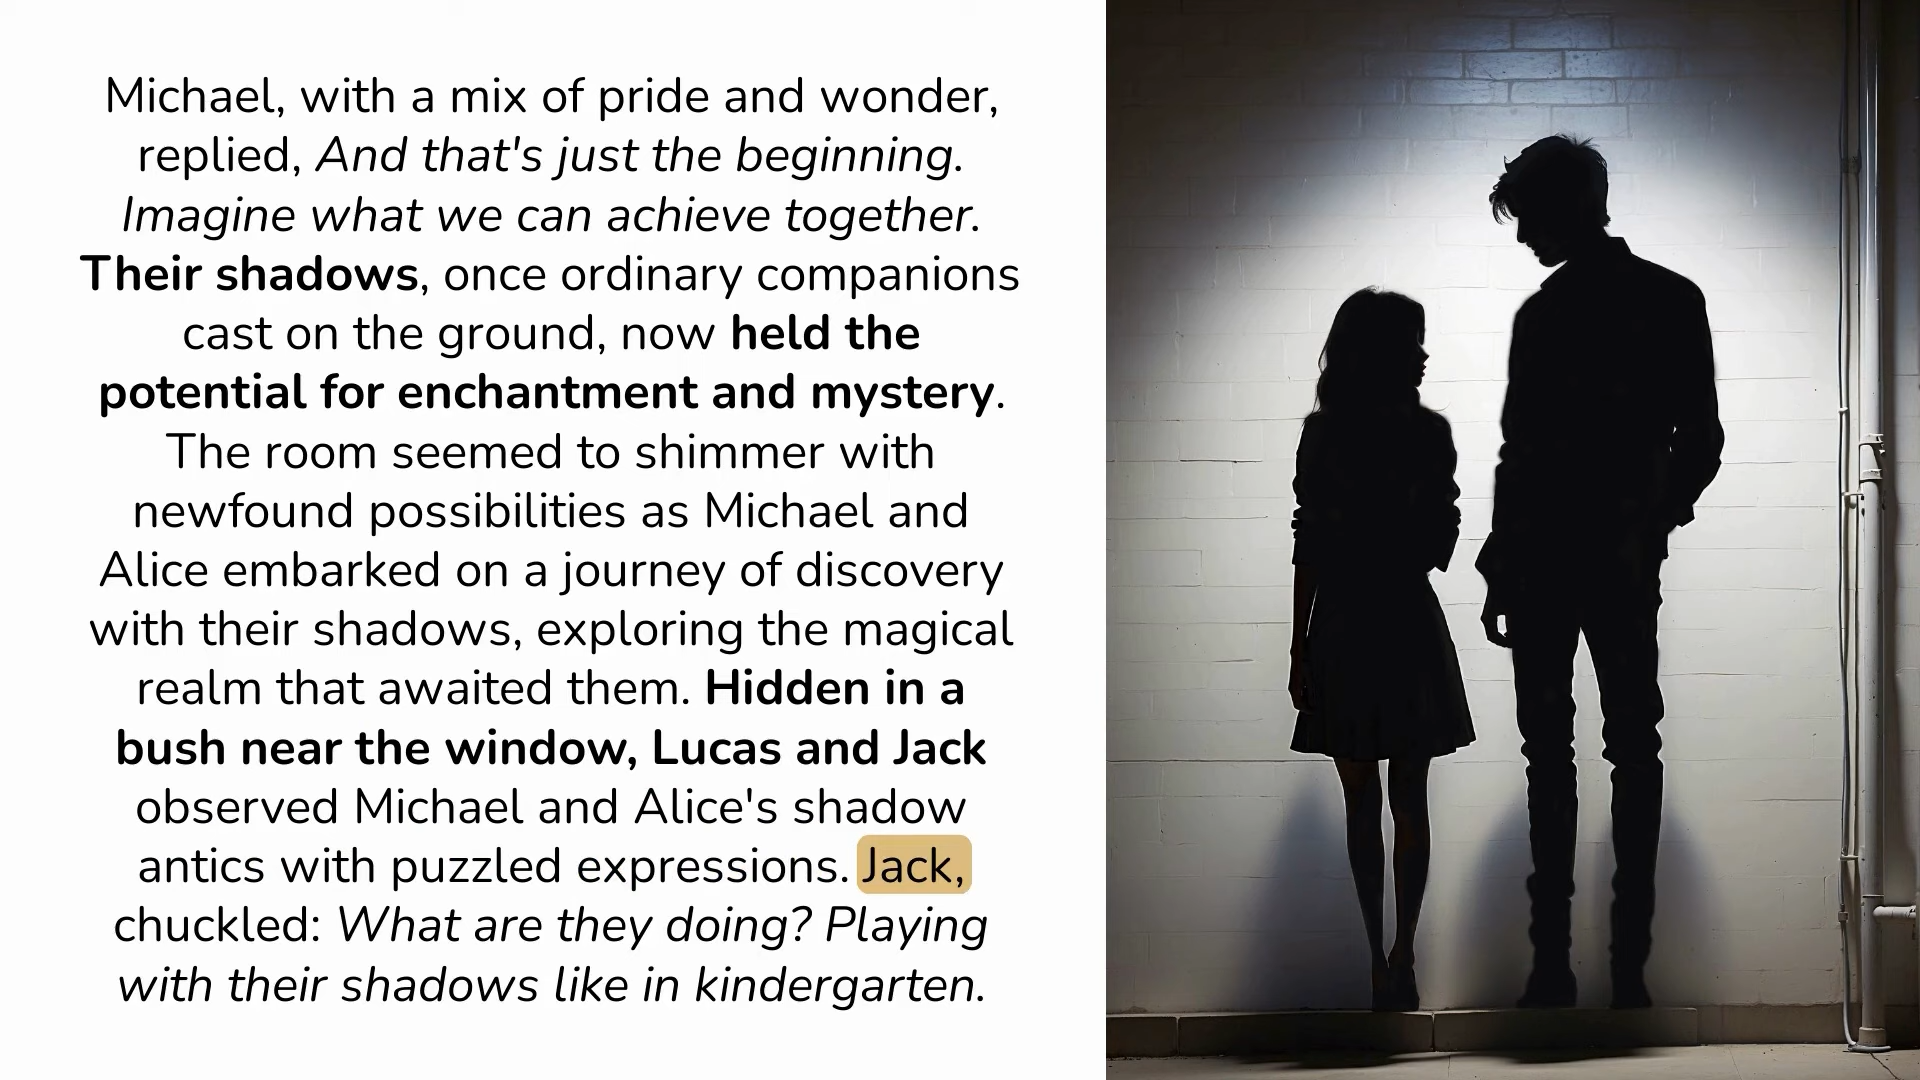 Michael, with a mix of pride and wonder,
replied, And that's just the beginning.
Imagine what we can achieve together.
Their shadows, once ordinary companions
cast on the ground, now held the
potential for enchantment and mystery.
The room seemed to shimmer with
newfound possibilities as Michael and
Alice embarked on a journey of discovery
with their shadows, exploring the magical
realm that awaited them. Hidden in a
bush near the window, Lucas and Jack
observed Michael and Alice's shadow
antics with puzzled expressions. Jack,
chuckled: What are they doing? Playing
with their shadows like in kindergarten.